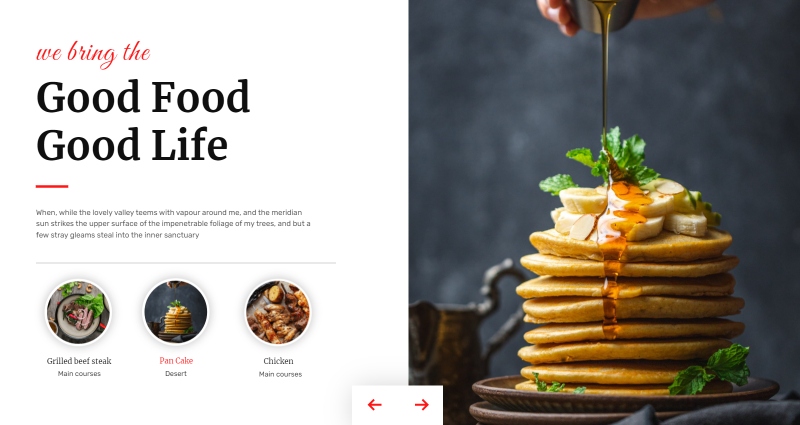 we bring the
Good Food
Good Life
When, while the lovely valley teems with vapour around me, and the meridian
sun strikes the upper surface of the impenetrable foliage of my trees, and but a
few stray gleams steal into the inner sanctuary
Grilled beef steak
Main courses
Pan Cake
Desert
Chicken
Main courses